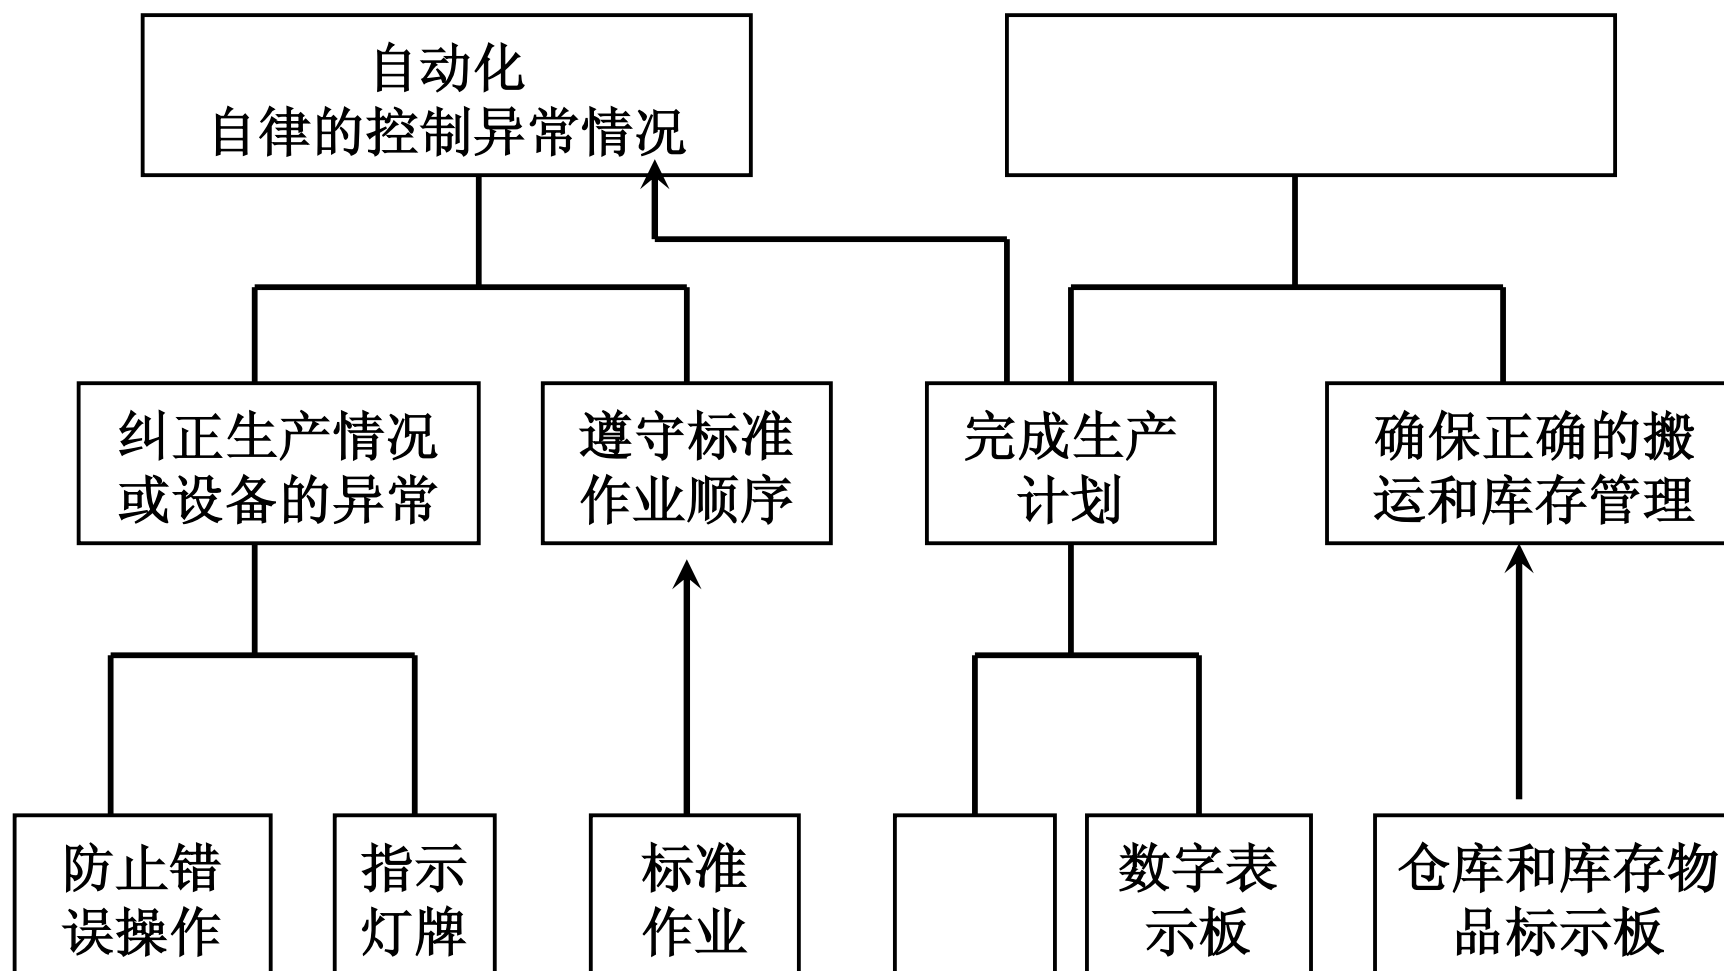 自动化
自律的控制异常情况
纠正生产情况
或设备的异常
遵守标准
作业顺序
完成生产
计划
确保正确的搬
运和库存管理
防止错
误操作
指示
灯牌
标准
作业
数字表
示板
仓库和库存物
品标示板